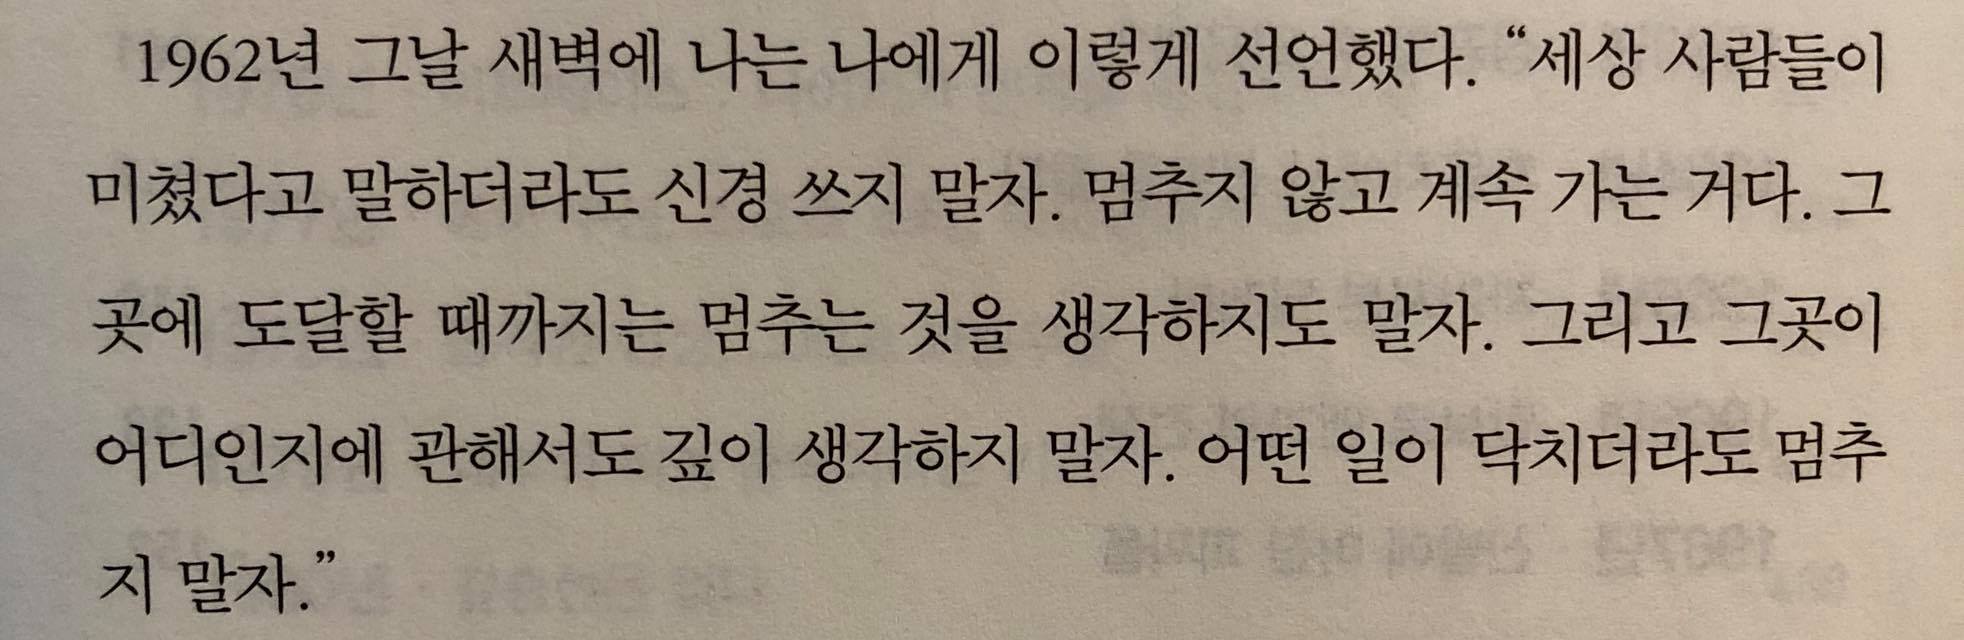 1962년 그날 새벽에 나는 나에게 이렇게 선언했다. “세상 사람들이
미쳤다고 말하더라도 신경 쓰지 말자. 멈추지 않고 계속 가는 거다. 그
곳에 도달할 때까지는 멈추는 것을 생각하지도 말자. 그리고 그곳이
어디인지에 관해서도 깊이 생각하지 말자. 어떤 일이 닥치더라도 멈추
지 말자.”